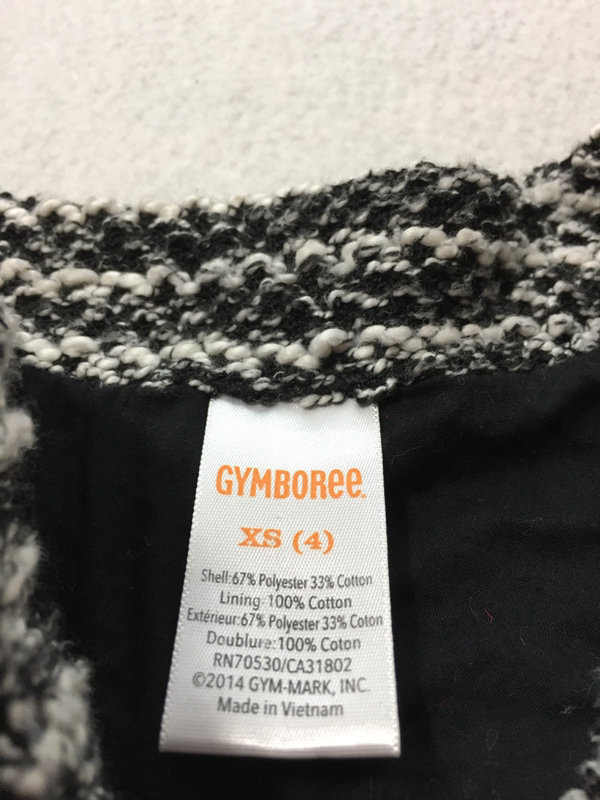 GYMBOREE
XS (4)
Shell:67% Polyester 33% Cotton
Lining:100% Cotton
Extérieur:67% Polyester 33% Coton
Doublure:100% Coton
RN70530/CA31802
©2014 GYM-MARK, INC.
Made in Vietnam